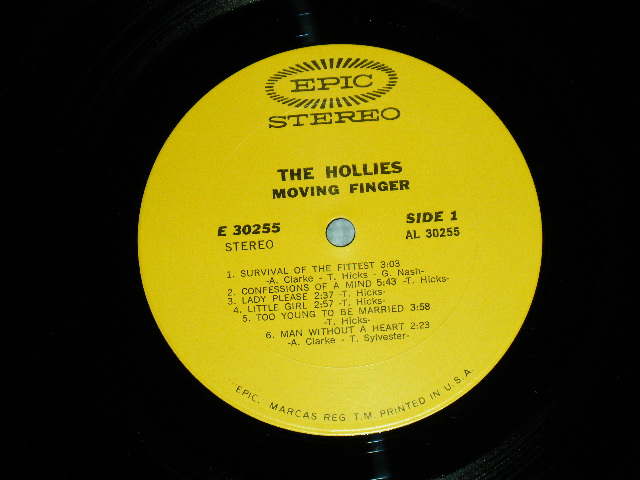 EPIC
STEREO
THE HOLLIES
MOVING FINGER
E 30255
STEREO
SIDE 1
AL 30255
1. SURVIVAL OF THE FITTEST 3:03
-A. Clarke - T. Hicks - G. Nash-
2. CONFESSIONS OF A MIND 5:43 -T. Hicks-
3. LADY PLEASE 2:37 -T. Hicks-
4. LITTLE GIRL 2:57 -T. Hicks-
5. TOO YOUNG TO BE MARRIED 3:58
-T. Hicks-
6. MAN WITHOUT A HEART 2:23
-A. Clarke - T. Sylvester-
EPIC. MARCAS REG. T.M. PRINTED IN U.S.A.